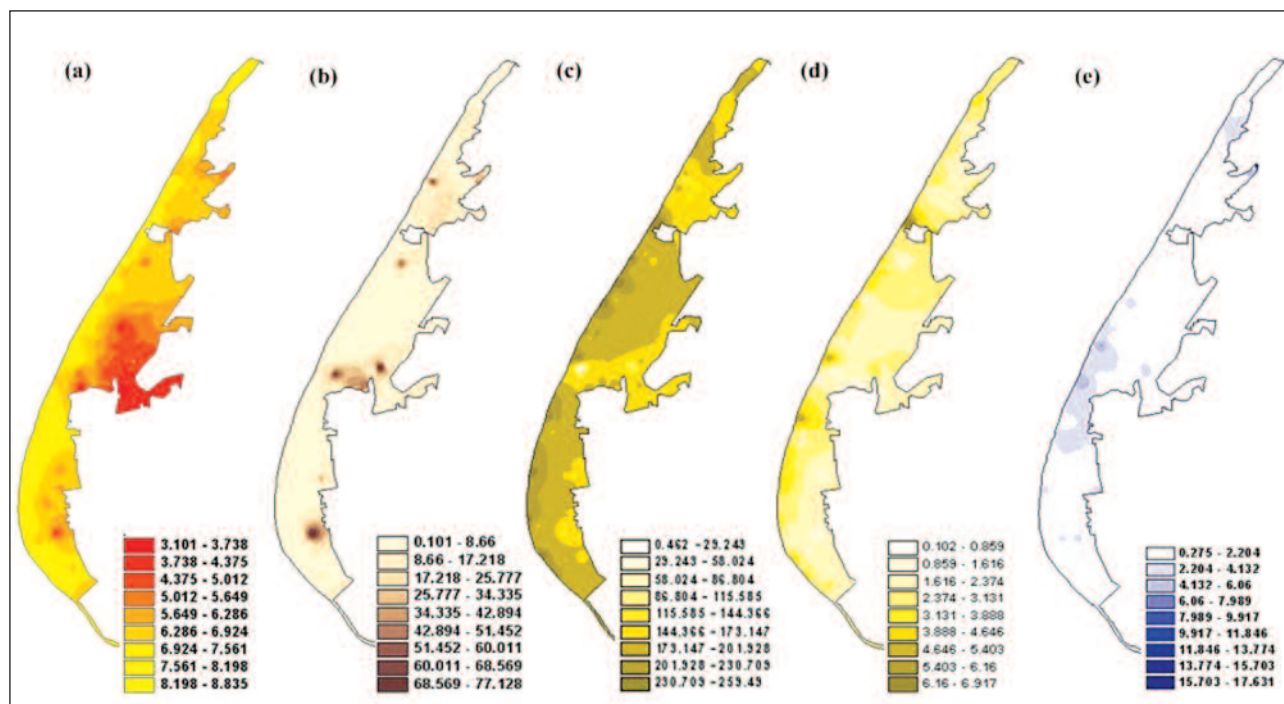 (a)
3.101 - 3.738
3.738 - 4.375
4.375 - 5.012
5.012 - 5.649
5.649 - 6.286
6.286 - 6.924
6.924 - 7.561
7.561 - 8.198
8.198 - 8.835
(b)
0.101 - 8.66
8.66 - 17.218
17.218 - 25.777
25.777 - 34.335
34.335 - 42.894
42.894 - 51.452
51.452 - 60.011
60.011 - 68.569
68.569 - 77.128
(c)
0.462 - 29.243
29.243 - 58.024
58.024 - 86.804
86.804 - 115.585
115.585 - 144.366
144.366 - 173.147
173.147 - 201.928
201.928 - 230.709
230.709 - 259.49
(d)
0.102 - 0.859
0.859 - 1.616
1.616 - 2.374
2.374 - 3.131
3.131 - 3.888
3.888 - 4.646
4.646 - 5.403
5.403 - 6.16
6.16 - 6.917
(e)
0.275 - 2.204
2.204 - 4.132
4.132 - 6.06
6.06 - 7.989
7.989 - 9.917
9.917 - 11.846
11.846 - 13.774
13.774 - 15.703
15.703 - 17.631